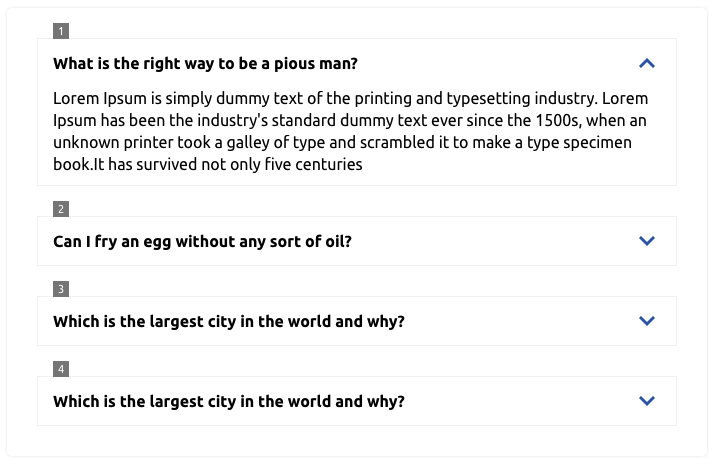 1
What is the right way to be a pious man?
Lorem Ipsum is simply dummy text of the printing and typesetting industry. Lorem
Ipsum has been the industry's standard dummy text ever since the 1500s, when an
unknown printer took a galley of type and scrambled it to make a type specimen
book.It has survived not only five centuries
2
Can I fry an egg without any sort of oil?
3
Which is the largest city in the world and why?
4
Which is the largest city in the world and why?